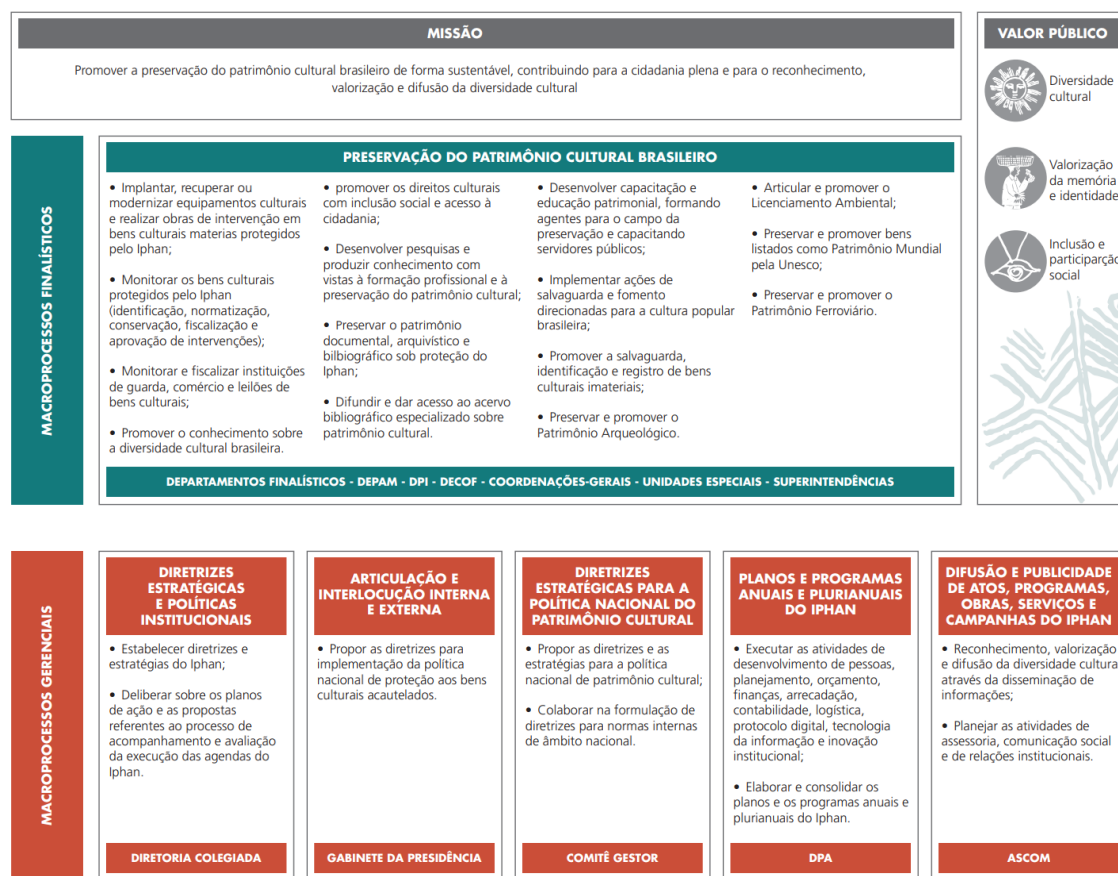 MISSÃO
Promover a preservação do patrimônio cultural brasileiro de forma sustentável, contribuindo para a cidadania plena e para o reconhecimento,
valorização e difusão da diversidade cultural
VALOR PÚBLICO
Diversidade
cultural
Valorização
da memória
e identidade
Inclusão e
participarção
social
MACROPROCESSOS FINALÍSTICOS
PRESERVAÇÃO DO PATRIMÔNIO CULTURAL BRASILEIRO
• Implantar, recuperar ou
modernizar equipamentos culturais
e realizar obras de intervenção em
bens culturais materias protegidos
pelo Iphan;
• Monitorar os bens culturais
protegidos pelo Iphan
(identificação, normatização,
conservação, fiscalização e
aprovação de intervenções);
• Monitorar e fiscalizar instituições
de guarda, comércio e leilões de
bens culturais;
• Promover o conhecimento sobre
a diversidade cultural brasileira.
• promover os direitos culturais
com inclusão social e acesso à
cidadania;
• Desenvolver pesquisas e
produzir conhecimento com
vistas à formação profissional e à
preservação do patrimônio cultural;
• Preservar o patrimônio
documental, arquivístico e
bilbiográfico sob proteção do
Iphan;
• Difundir e dar acesso ao acervo
bibliográfico especializado sobre
patrimônio cultural.
• Desenvolver capacitação e
educação patrimonial, formando
agentes para o campo da
preservação e capacitando
servidores públicos;
• Implementar ações de
salvaguarda e fomento
direcionadas para a cultura popular
brasileira;
• Promover a salvaguarda,
identificação e registro de bens
culturais imateriais;
• Preservar e promover o
Patrimônio Arqueológico.
• Articular e promover o
Licenciamento Ambiental;
• Preservar e promover bens
listados como Patrimônio Mundial
pela Unesco;
• Preservar e promover o
Patrimônio Ferroviário.
DEPARTAMENTOS FINALÍSTICOS - DEPAM - DPI - DECOF - COORDENAÇÕES-GERAIS - UNIDADES ESPECIAIS - SUPERINTENDÊNCIAS
MACROPROCESSOS GERENCIAIS
DIRETRIZES
ESTRATÉGICAS
E POLÍTICAS
INSTITUCIONAIS
• Estabelecer diretrizes e
estratégias do Iphan;
• Deliberar sobre os planos
de ação e as propostas
referentes ao processo de
acompanhamento e avaliação
da execução das agendas do
Iphan.
DIRETORIA COLEGIADA
ARTICULAÇÃO E
INTERLOCUÇÃO INTERNA
E EXTERNA
• Propor as diretrizes para
implementação da política
nacional de proteção aos bens
culturais acautelados.
GABINETE DA PRESIDÊNCIA
DIRETRIZES
ESTRATÉGICAS PARA A
POLÍTICA NACIONAL DO
PATRIMÔNIO CULTURAL
• Propor as diretrizes e as
estratégias para a política
nacional de patrimônio cultural;
• Colaborar na formulação de
diretrizes para normas internas
de âmbito nacional.
COMITÊ GESTOR
PLANOS E PROGRAMAS
ANUAIS E PLURIANUAIS
DO IPHAN
• Executar as atividades de
desenvolvimento de pessoas,
planejamento, orçamento,
finanças, arrecadação,
contabilidade, logística,
protocolo digital, tecnologia
da informação e inovação
institucional;
• Elaborar e consolidar os
planos e os programas anuais e
plurianuais do Iphan.
DPA
DIFUSÃO E PUBLICIDADE
DE ATOS, PROGRAMAS,
OBRAS, SERVIÇOS E
CAMPANHAS DO IPHAN
• Reconhecimento, valorização
e difusão da diversidade cultura
através da disseminação de
informações;
• Planejar as atividades de
assessoria, comunicação social
e de relações institucionais.
ASCOM